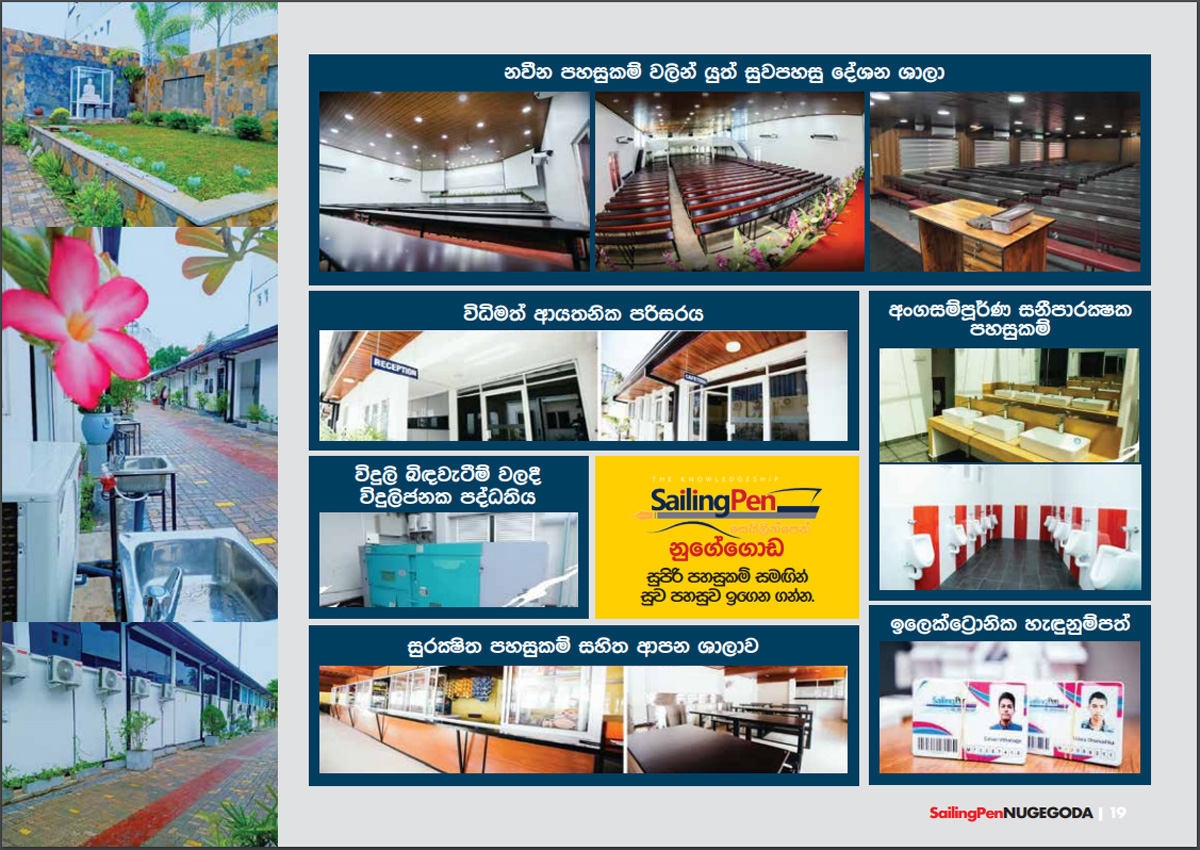 නවීන පහසුකම් වලින් යුත් සුවපහසු දේශන ශාලා
විධිමත් ආයතනික පරිසරය
RECEPTION
CAFETERIA
අංගසම්පූර්ණ සනීපාරක්ෂක
පහසුකම්
විදුලි බිඳවැටීම් වලදී
විදුලිජනක පද්ධතිය
THE KNOWLEDGESHIP
SailingPen
සේලින්පෙන්
නුගේගොඩ
සුපිරි පහසුකම් සමඟින්
සුව පහසුව ඉගෙන ගන්න.
සුරක්ෂිත පහසුකම් සහිත ආපන ශාලාව
ඉලෙක්ට්‍රොනික හැඳුනුම්පත්
SailingPen
SailingPen
SailingPenNUGEGODA | 19